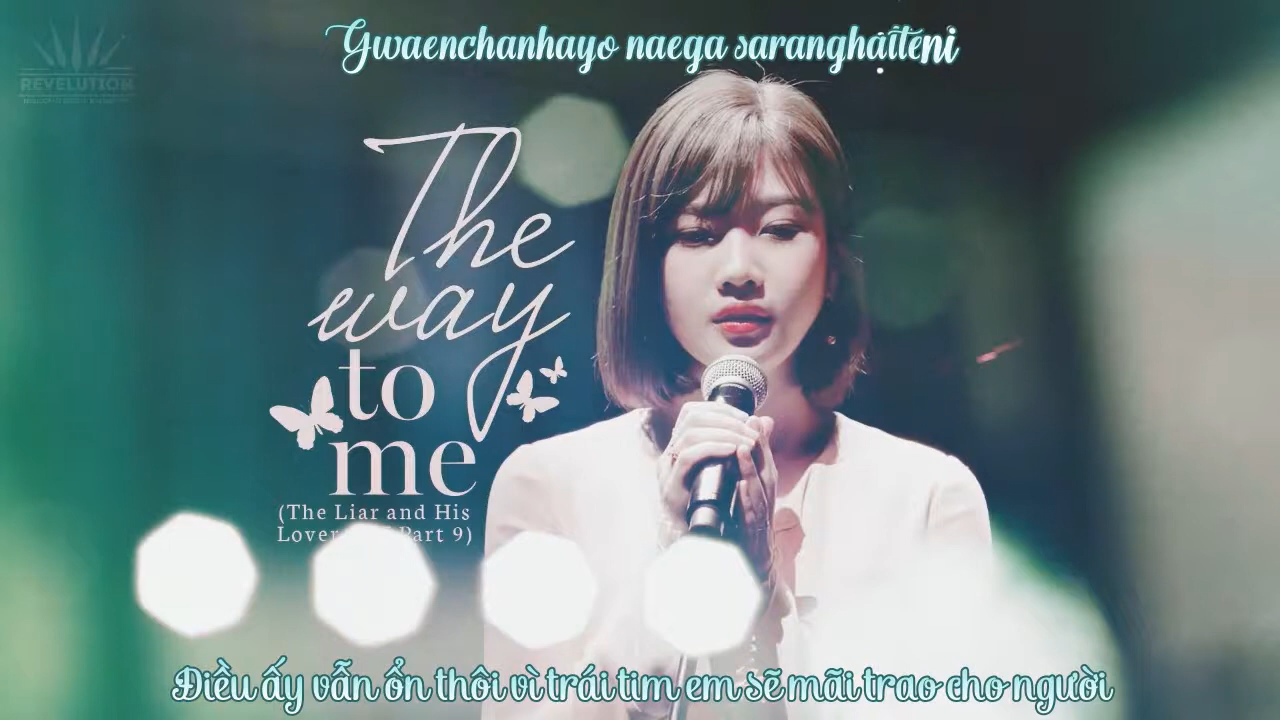 Gwaenchanhayo naega saranghalteni
REVELUTION
The
way
to
me
(The Liar and His
Lover Part 9)
Điều ấy vẫn ổn thôi vì trái tim em sẽ mãi trao cho người